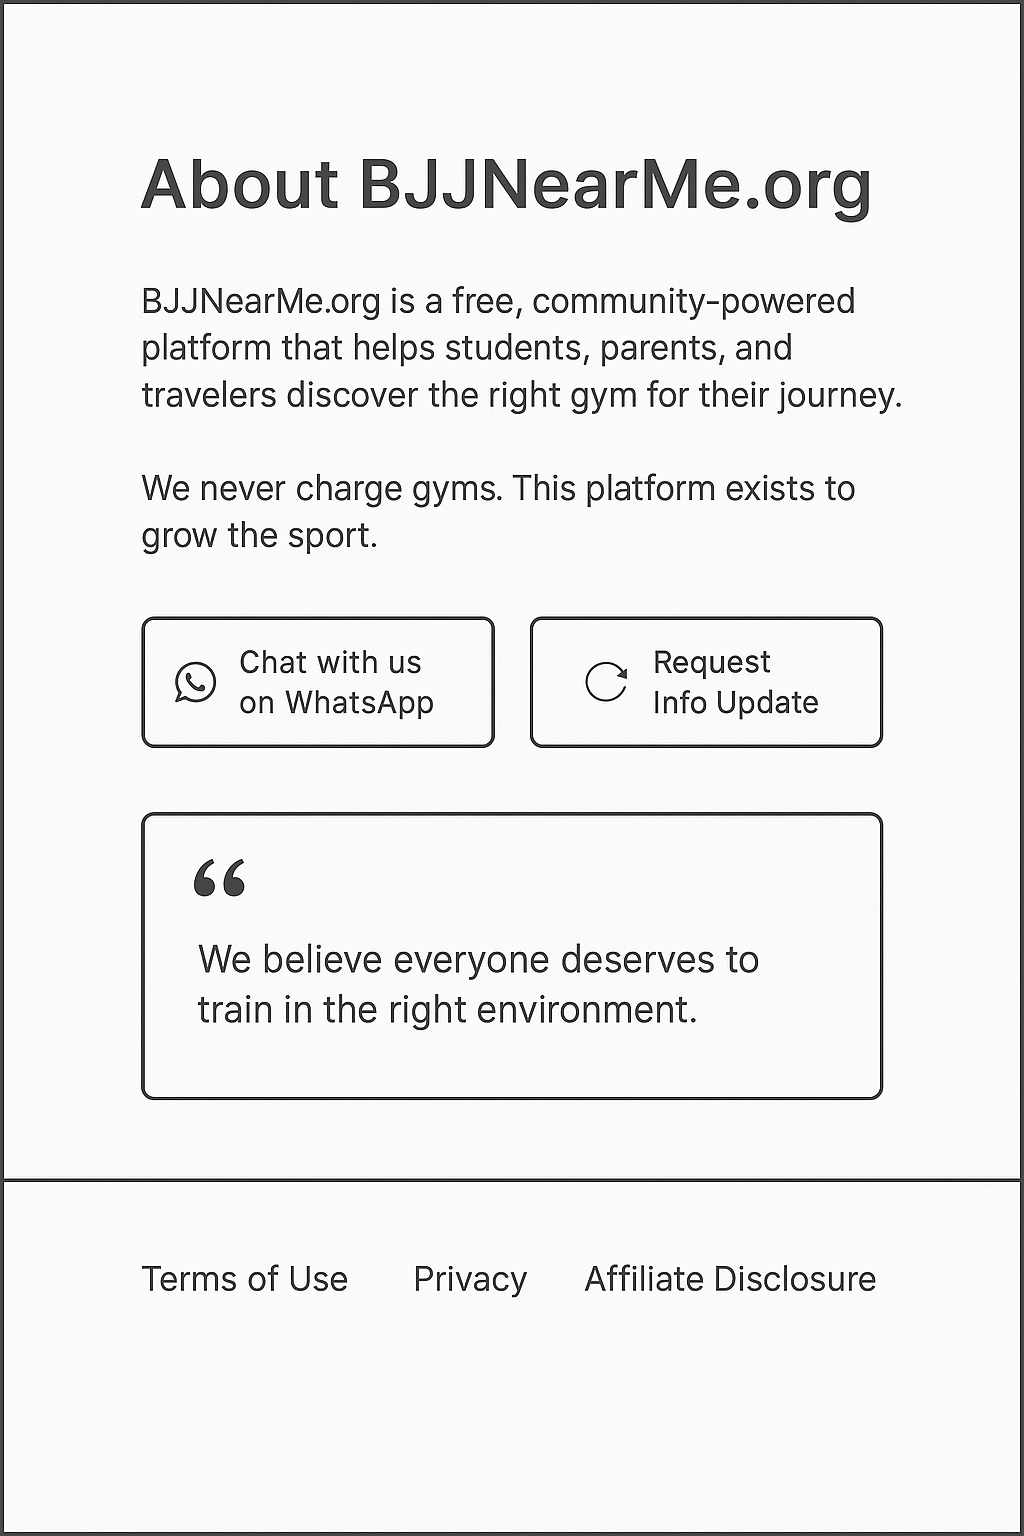 About BJJNearMe.org
BJJNearMe.org is a free, community-powered
platform that helps students, parents, and
travelers discover the right gym for their journey.
We never charge gyms. This platform exists to
grow the sport.
Chat with us
on WhatsApp
Request
Info Update
“
We believe everyone deserves to
train in the right environment.
Terms of Use Privacy Affiliate Disclosure